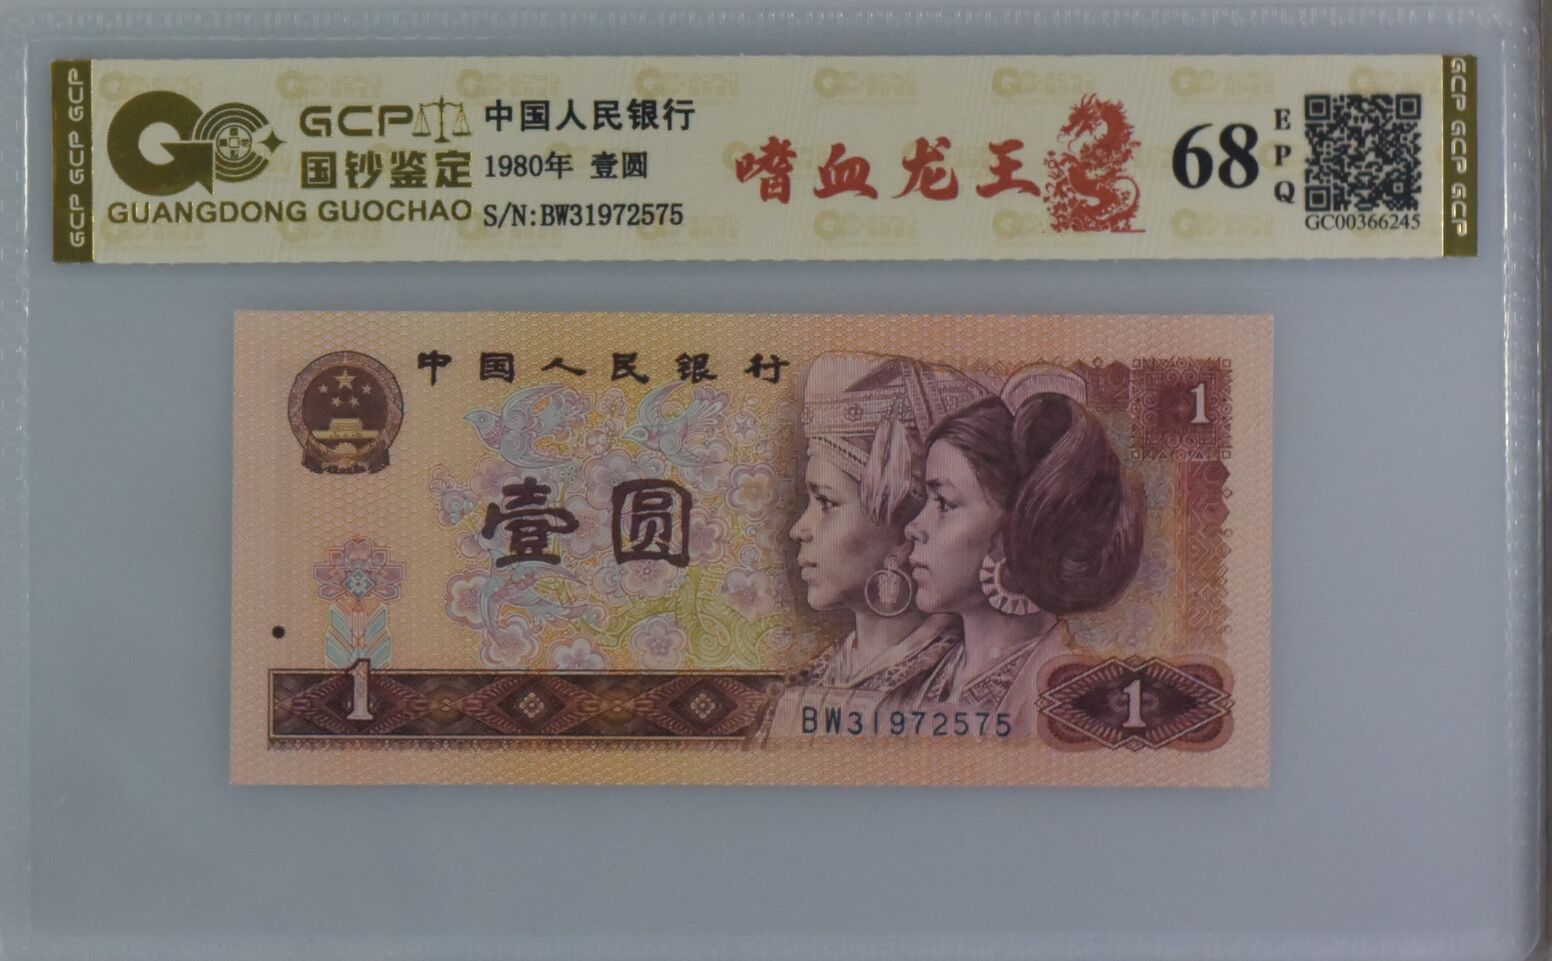 GCP GCP GCP
GCP
国钞鉴定
GUANGDONG GUOCHAO
中国人民银行
1980年 壹圆
S/N:BW31972575
嗜血龙王
68
EPQ
GC00366245
GCP GCP GCP
中国人民银行
1
壹圆
1
BW31972575
1